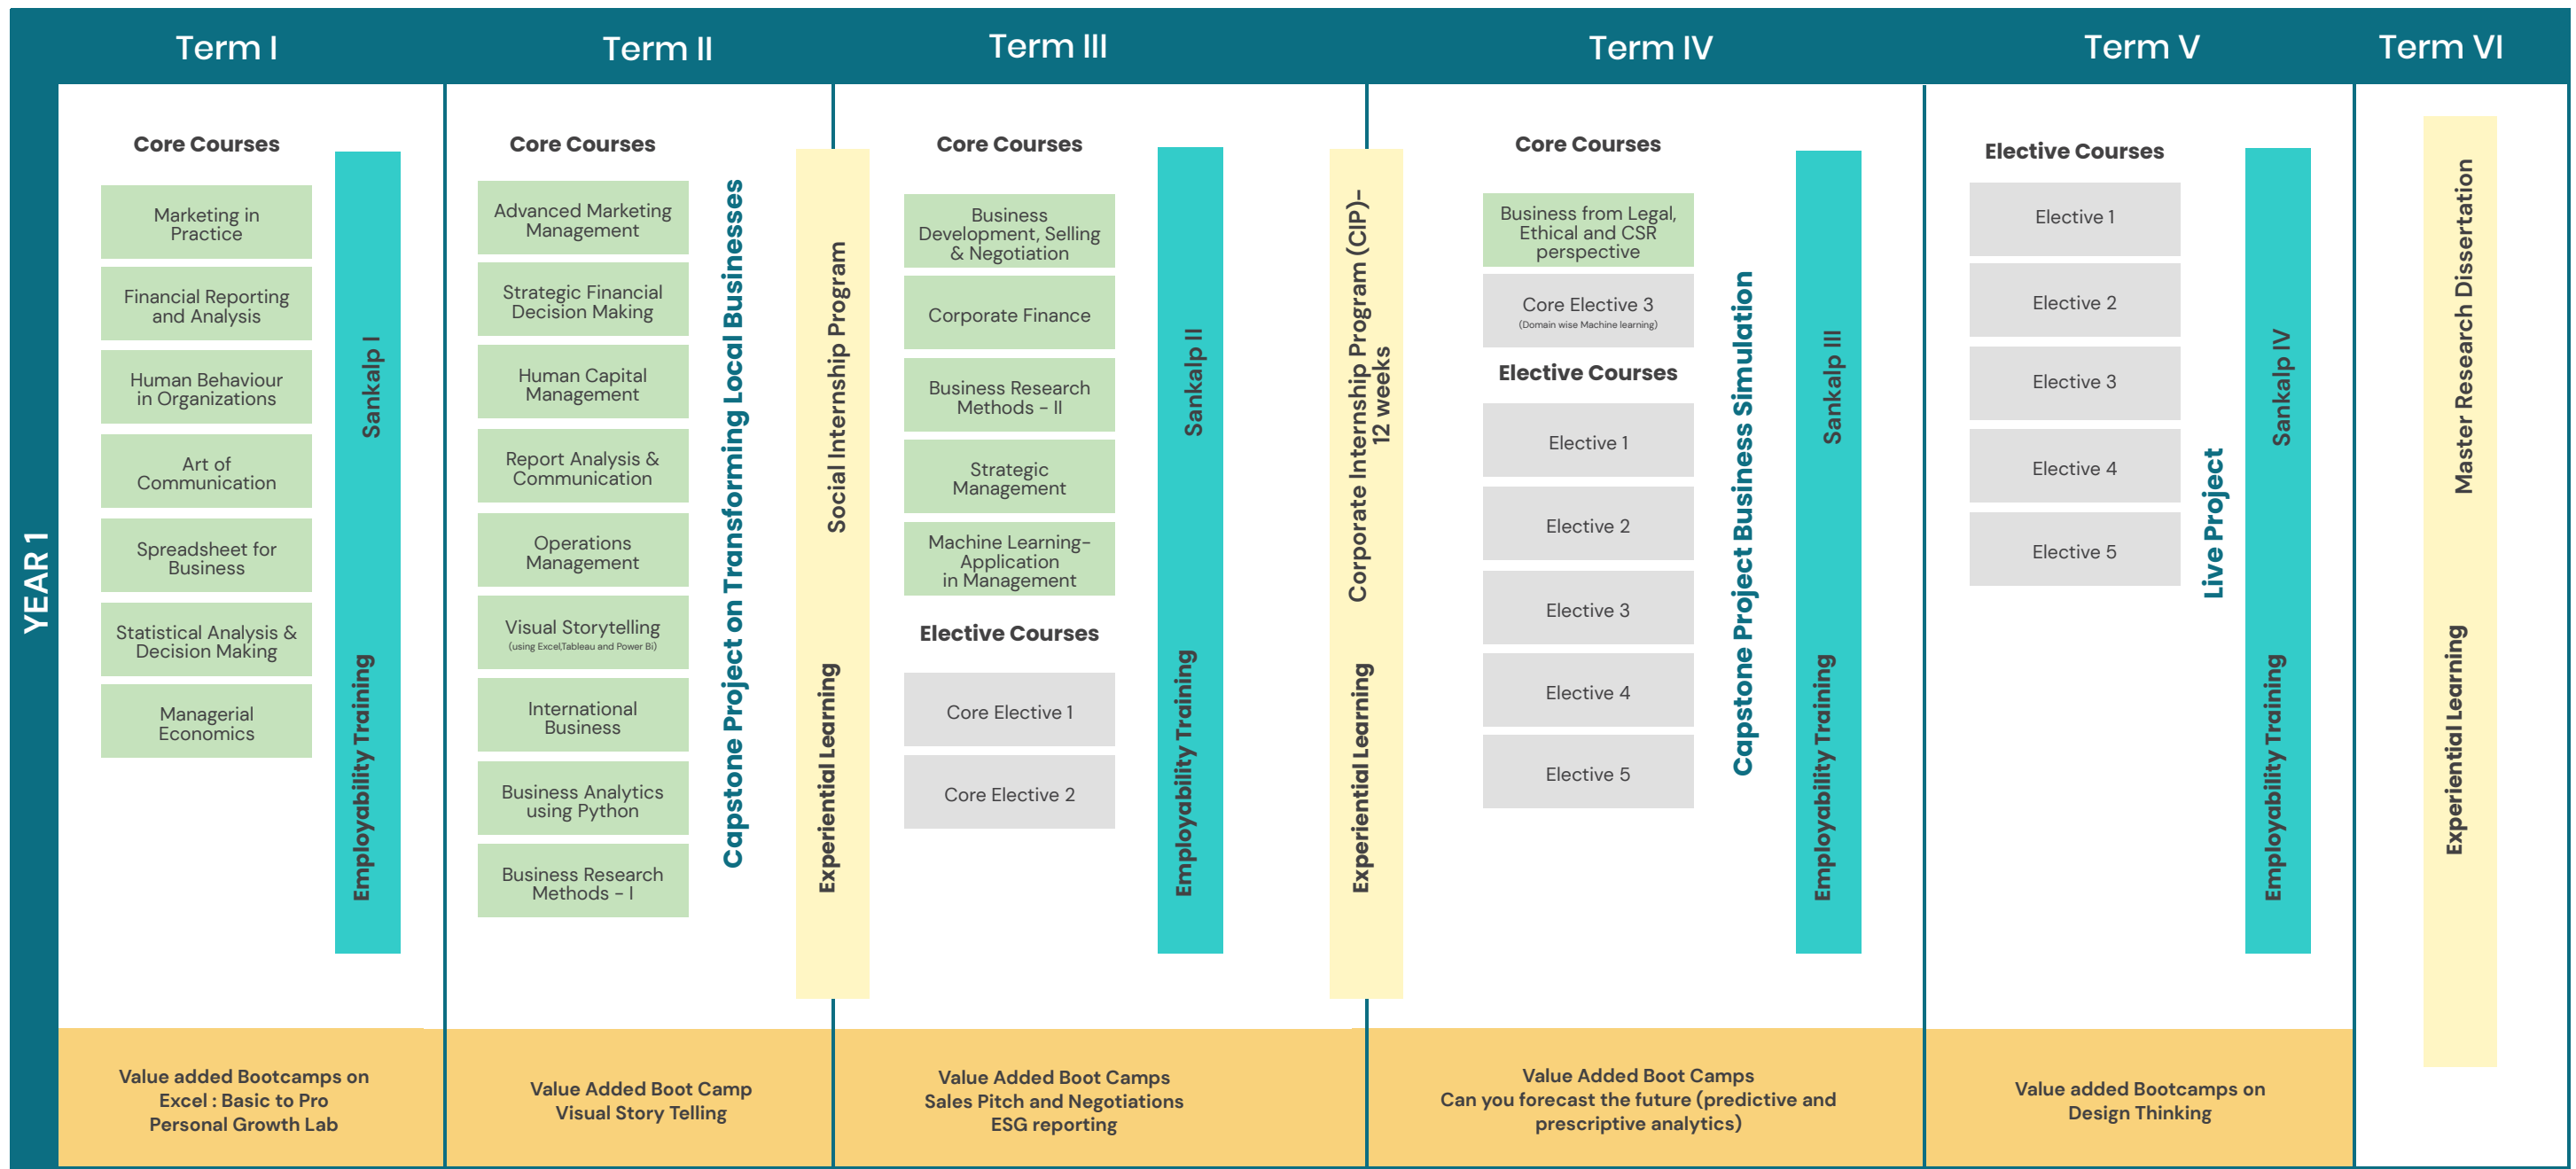 Term I
Term II
Term III
Term IV
Term V
Term VI
YEAR 1
Core Courses
Marketing in
Practice
Financial Reporting
and Analysis
Human Behaviour
in Organizations
Art of
Communication
Spreadsheet for
Business
Statistical Analysis &
Decision Making
Managerial
Economics
Sankalp I
Employability Training
Core Courses
Advanced Marketing
Management
Strategic Financial
Decision Making
Human Capital
Management
Report Analysis &
Communication
Operations
Management
Visual Storytelling
(using Excel,Tableau and Power Bi)
International
Business
Business Analytics
using Python
Business Research
Methods - I
Capstone Project on Transforming Local Businesses
Social Internship Program
Experiential Learning
Core Courses
Business
Development, Selling
& Negotiation
Corporate Finance
Business Research
Methods - II
Strategic
Management
Machine Learning-
Application
in Management
Elective Courses
Core Elective 1
Core Elective 2
Sankalp II
Employability Training
Corporate Internship Program (CIP)-
12 weeks
Experiential Learning
Core Courses
Business from Legal,
Ethical and CSR
perspective
Core Elective 3
(Domain wise Machine learning)
Elective Courses
Elective 1
Elective 2
Elective 3
Elective 4
Elective 5
Capstone Project Business Simulation
Sankalp III
Employability Training
Elective Courses
Elective 1
Elective 2
Elective 3
Elective 4
Elective 5
Live Project
Sankalp IV
Employability Training
Master Research Dissertation
Experiential Learning
Value added Bootcamps on
Excel : Basic to Pro
Personal Growth Lab
Value Added Boot Camp
Visual Story Telling
Value Added Boot Camps
Sales Pitch and Negotiations
ESG reporting
Value Added Boot Camps
Can you forecast the future (predictive and
prescriptive analytics)
Value added Bootcamps on
Design Thinking